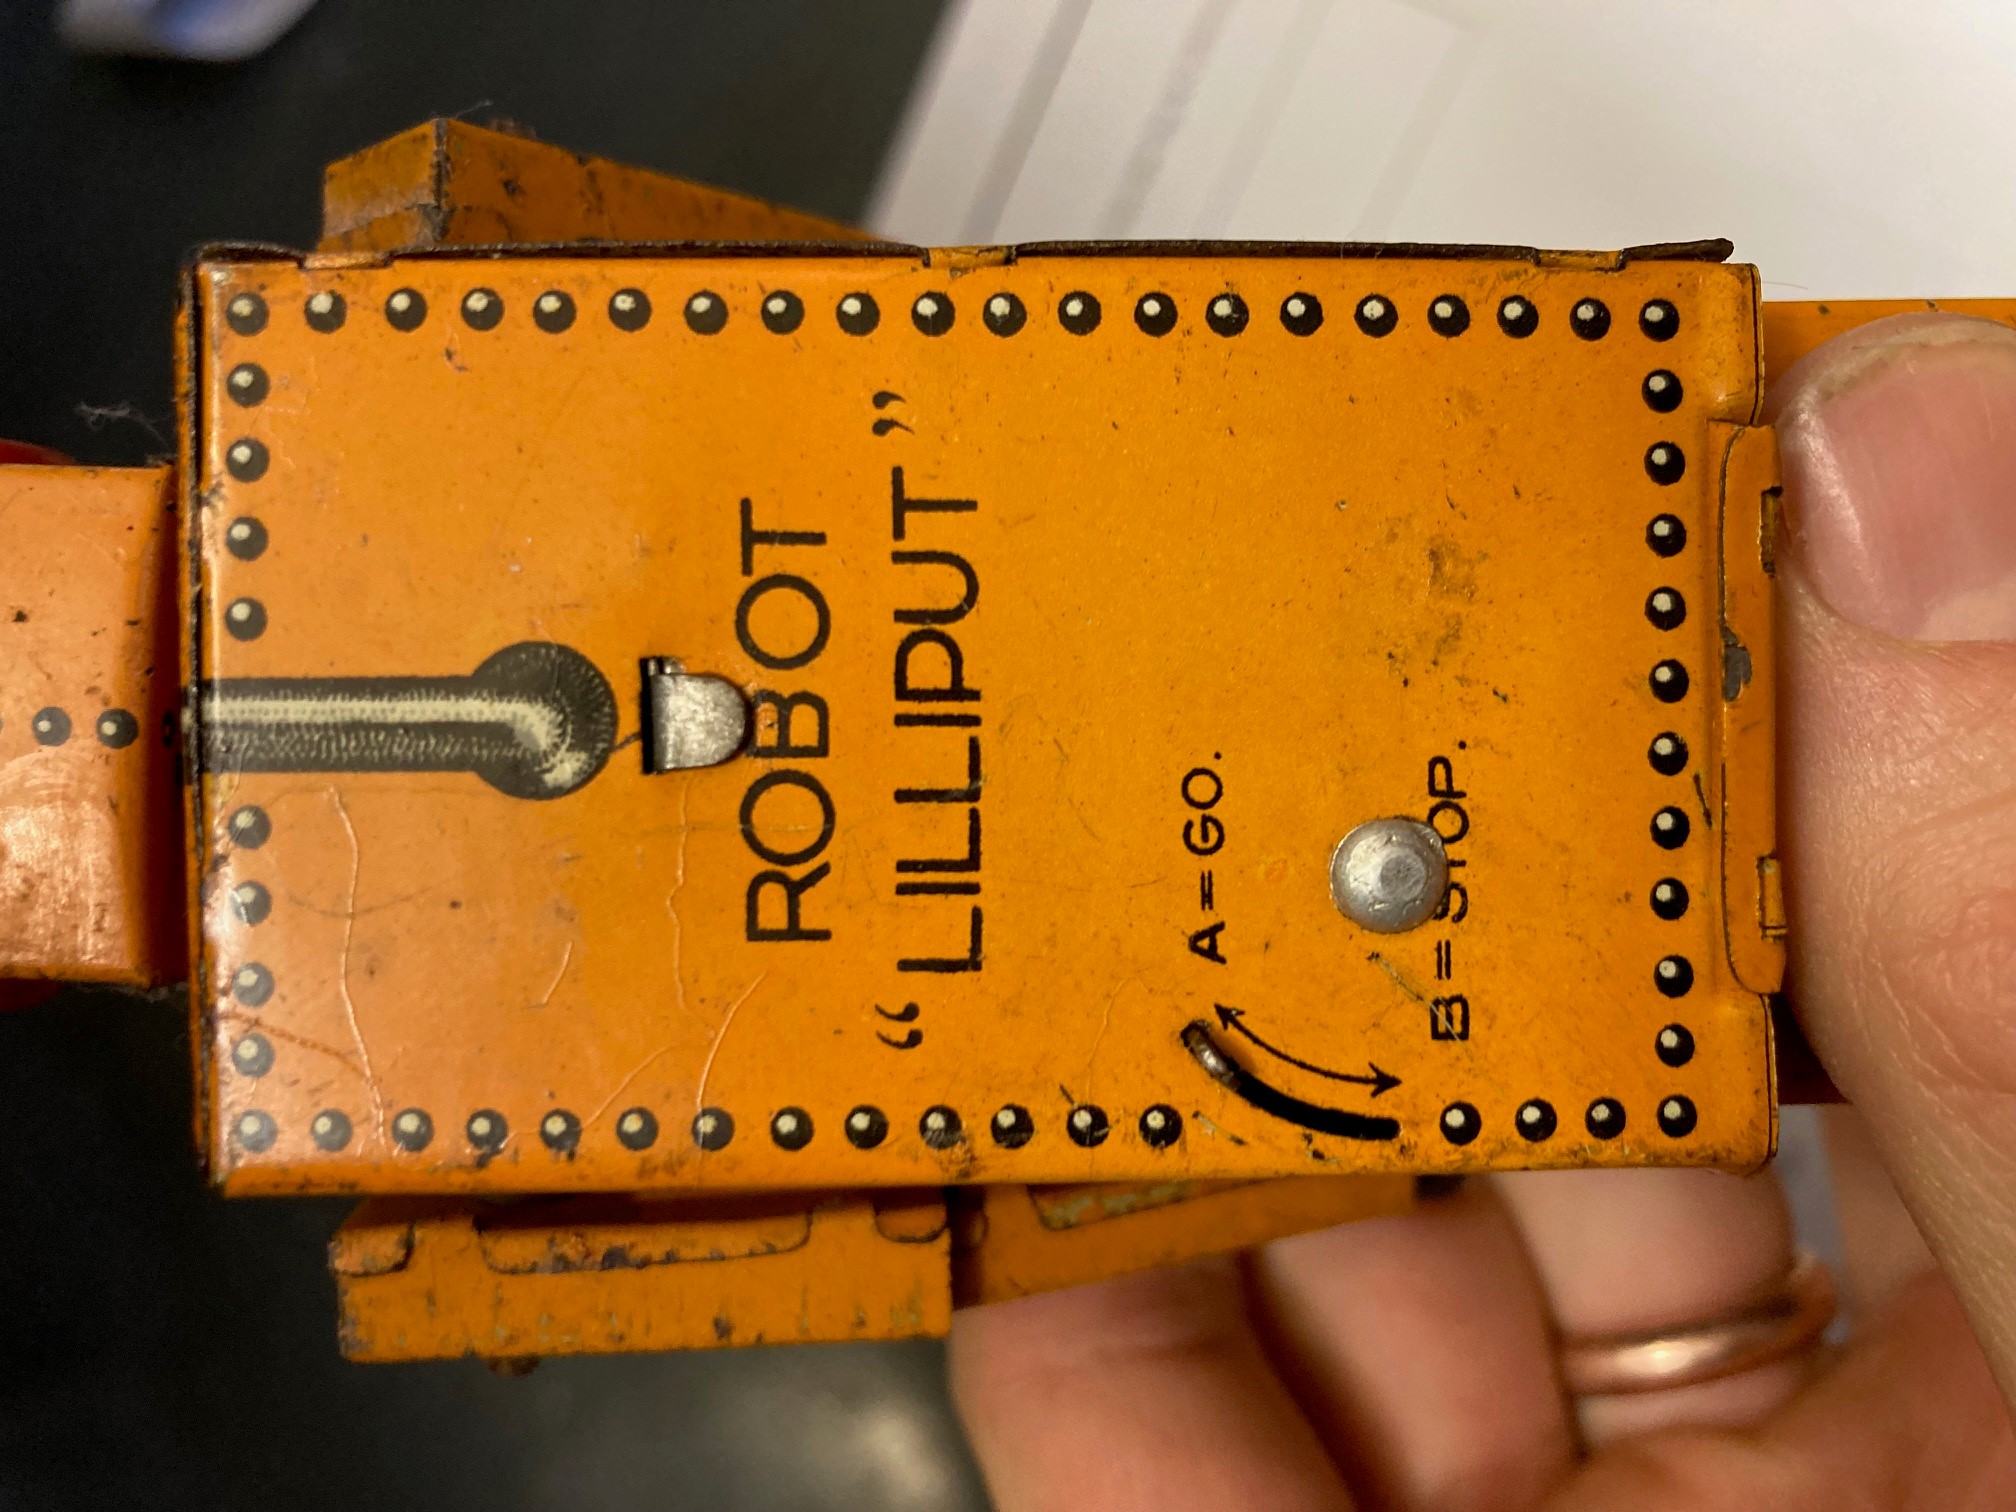 ROBOT
“LILLIPUT”
A=GO.
B=STOP.